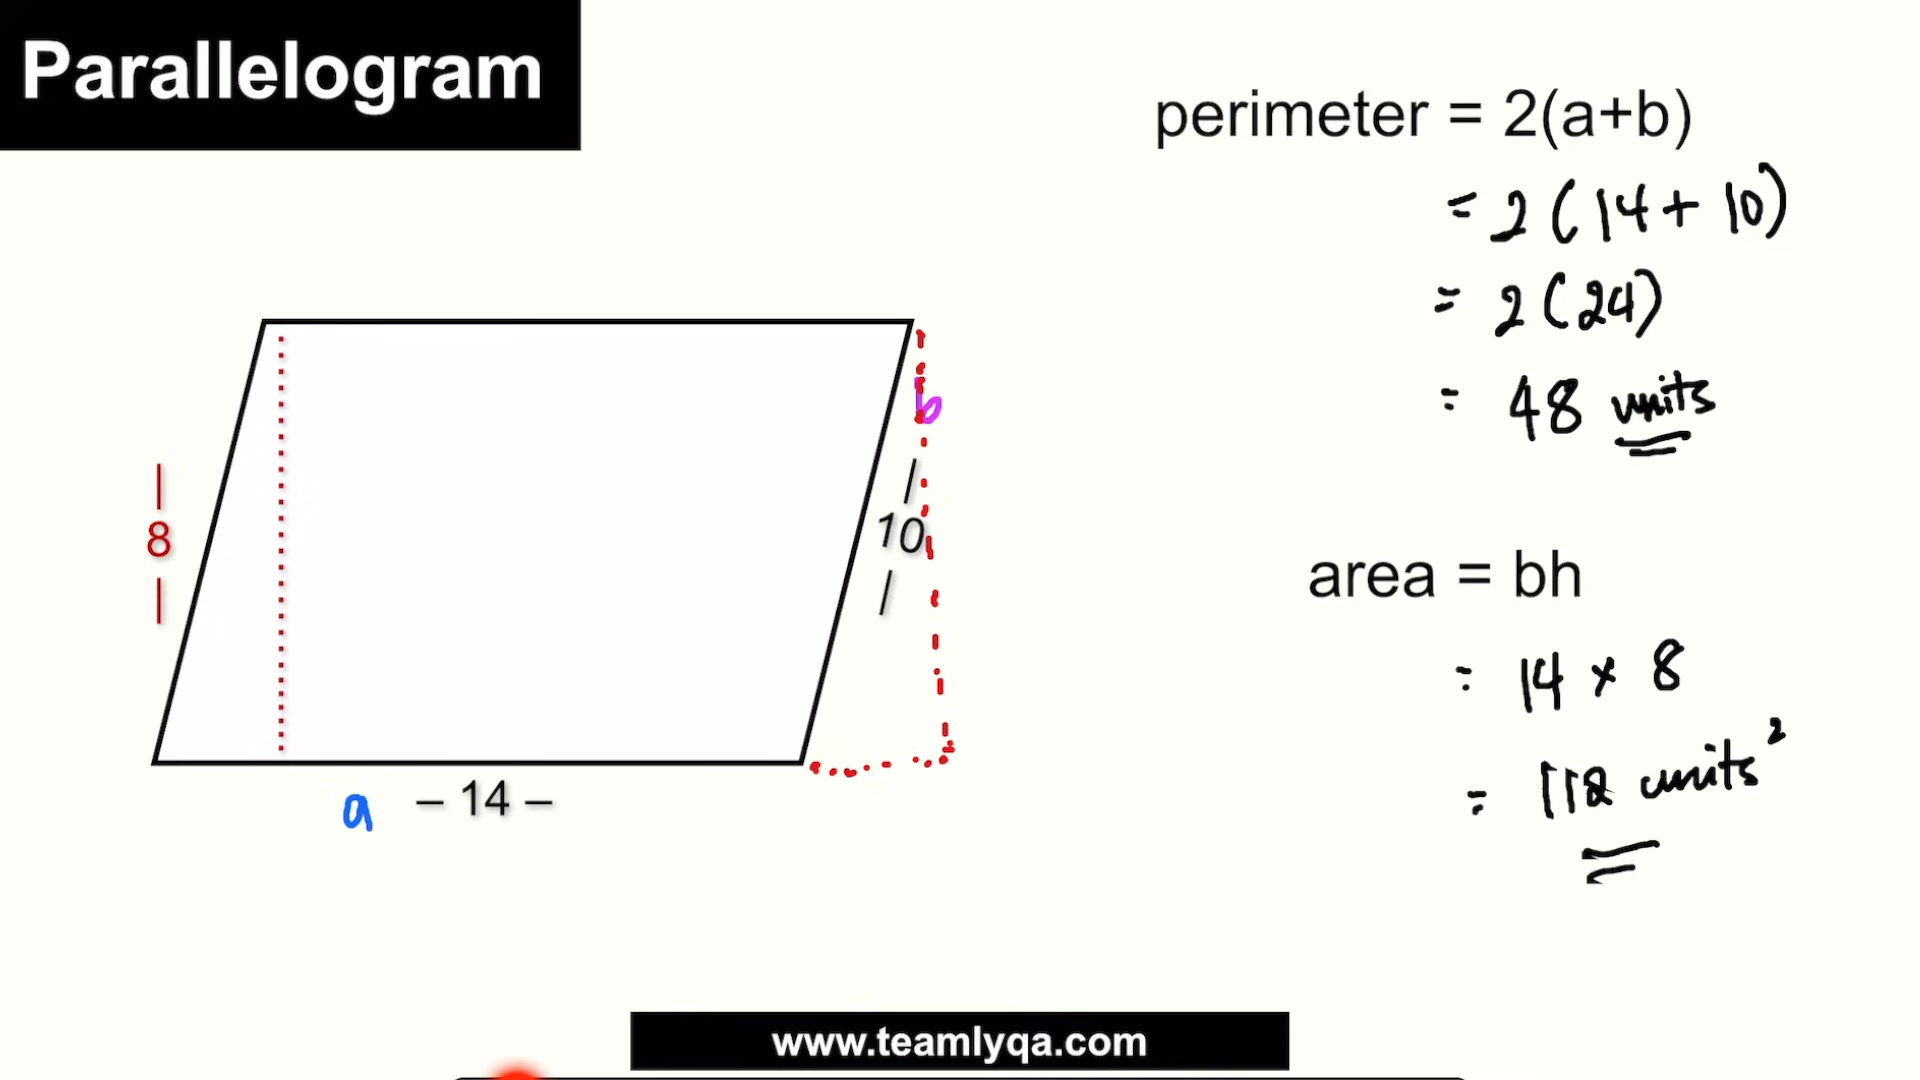 Parallelogram
perimeter = 2(a+b)
= 2 (14 + 10)
= 2 (24)
= 48 units
b
8
10
area = bh
= 14 x 8
= 112 units²
a – 14 –
www.teamlyqa.com